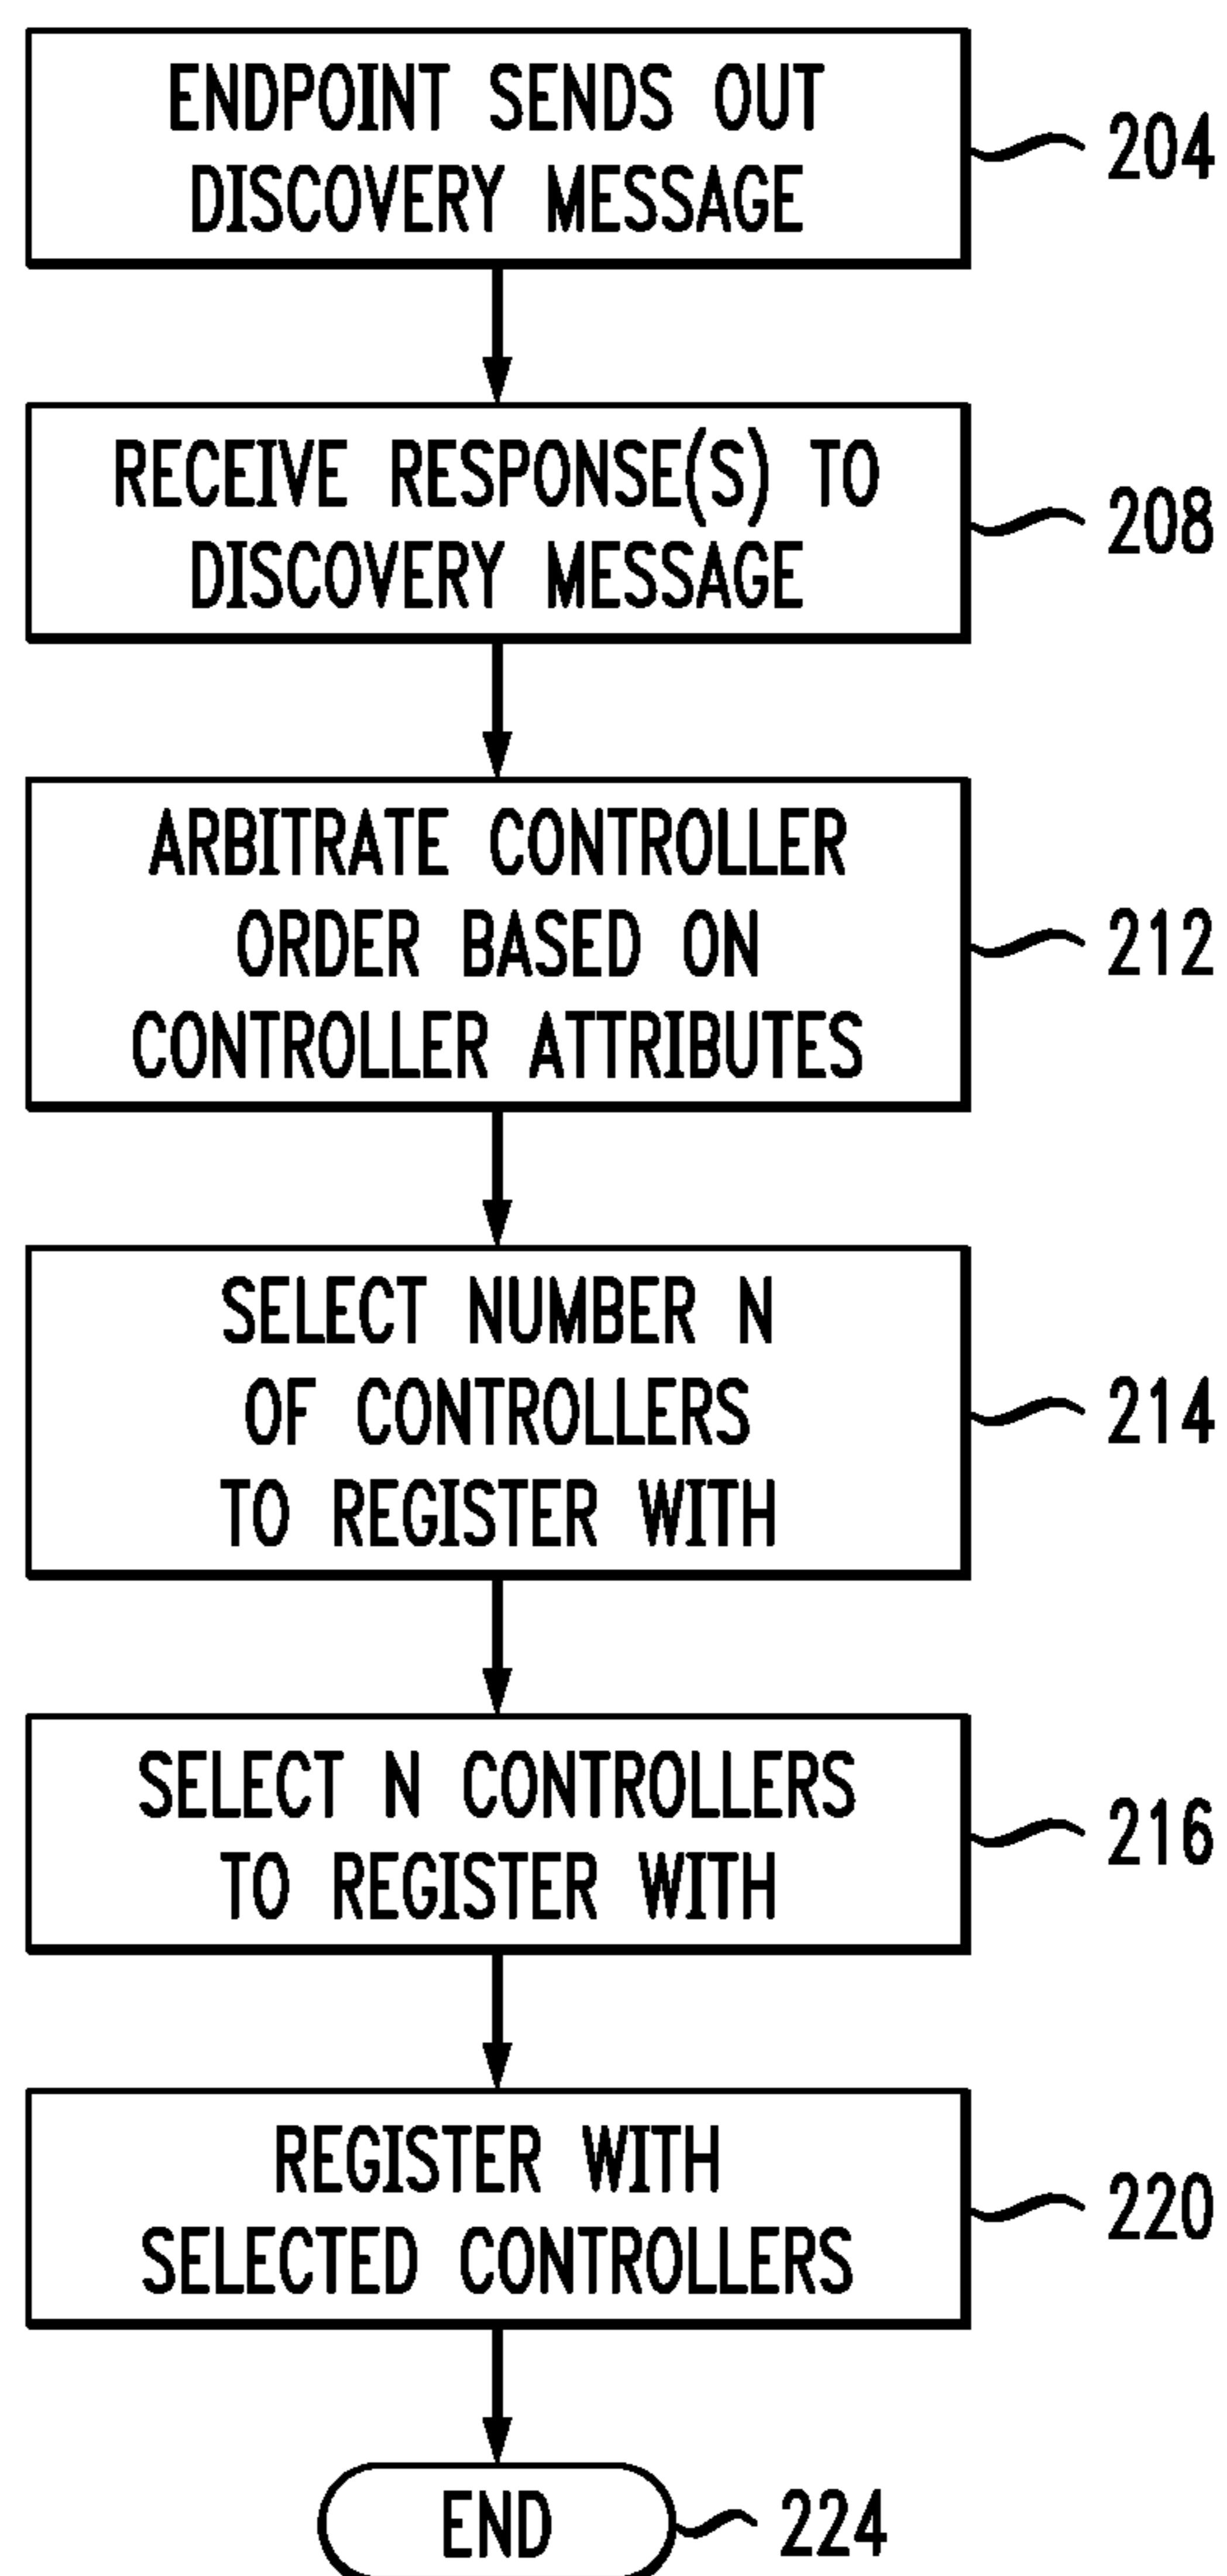 ENDPOINT SENDS OUT
DISCOVERY MESSAGE
204
RECEIVE RESPONSE(S) TO
DISCOVERY MESSAGE
208
ARBITRATE CONTROLLER
ORDER BASED ON
CONTROLLER ATTRIBUTES
212
SELECT NUMBER N
OF CONTROLLERS
TO REGISTER WITH
214
SELECT N CONTROLLERS
TO REGISTER WITH
216
REGISTER WITH
SELECTED CONTROLLERS
220
END
224